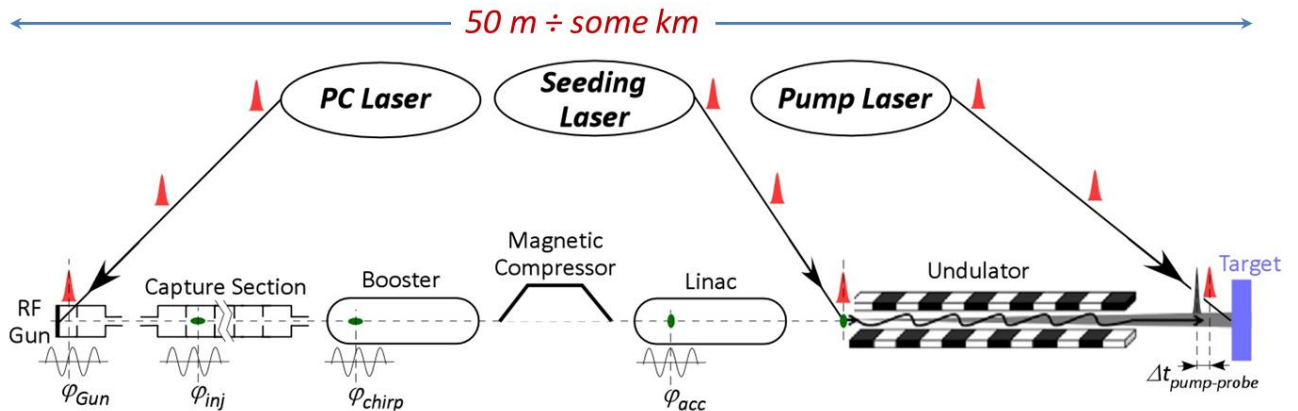 50 m ÷ some km
PC Laser
Seeding
Laser
Pump Laser
RF
Gun
Capture Section
Booster
Magnetic
Compressor
Linac
Undulator
Target
φGun
φinj
φchirp
φacc
Δtpump-probe